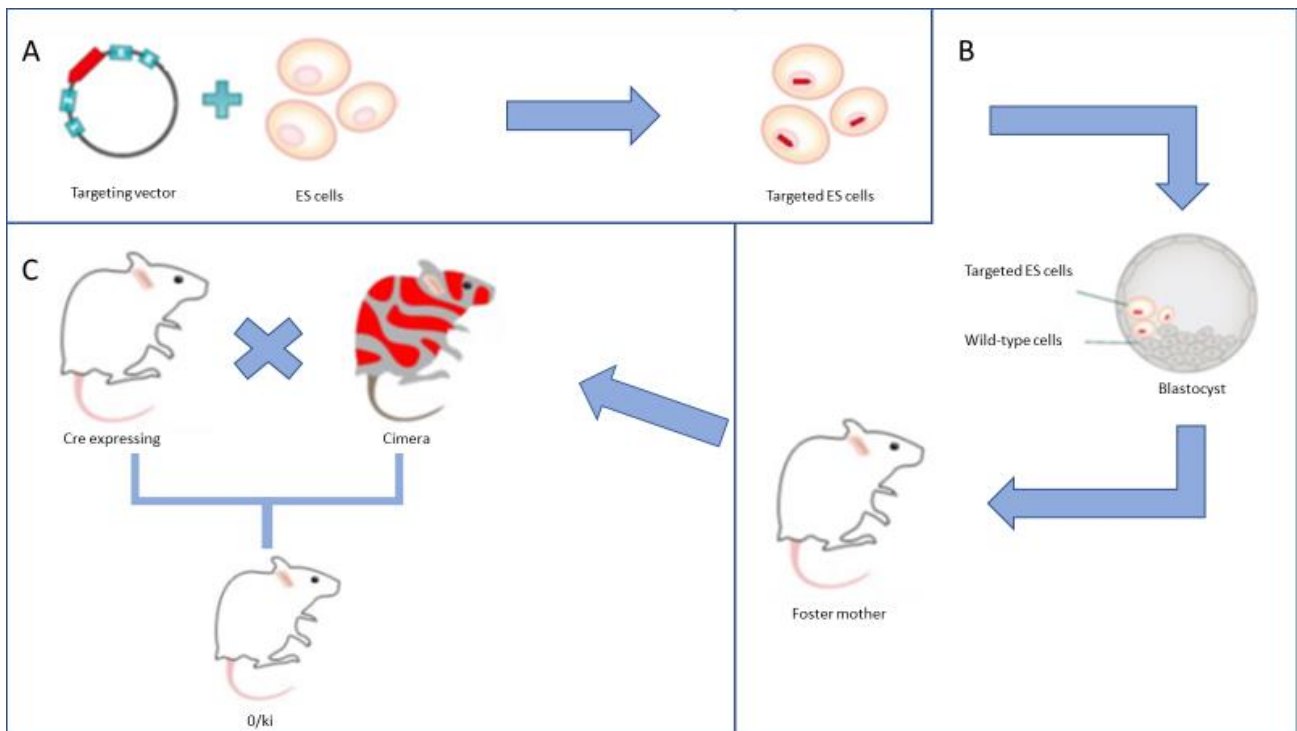 A
Targeting vector
ES cells
Targeted ES cells
B
Targeted ES cells
Wild-type cells
Blastocyst
Foster mother
C
Cre expressing
Cimera
0/ki